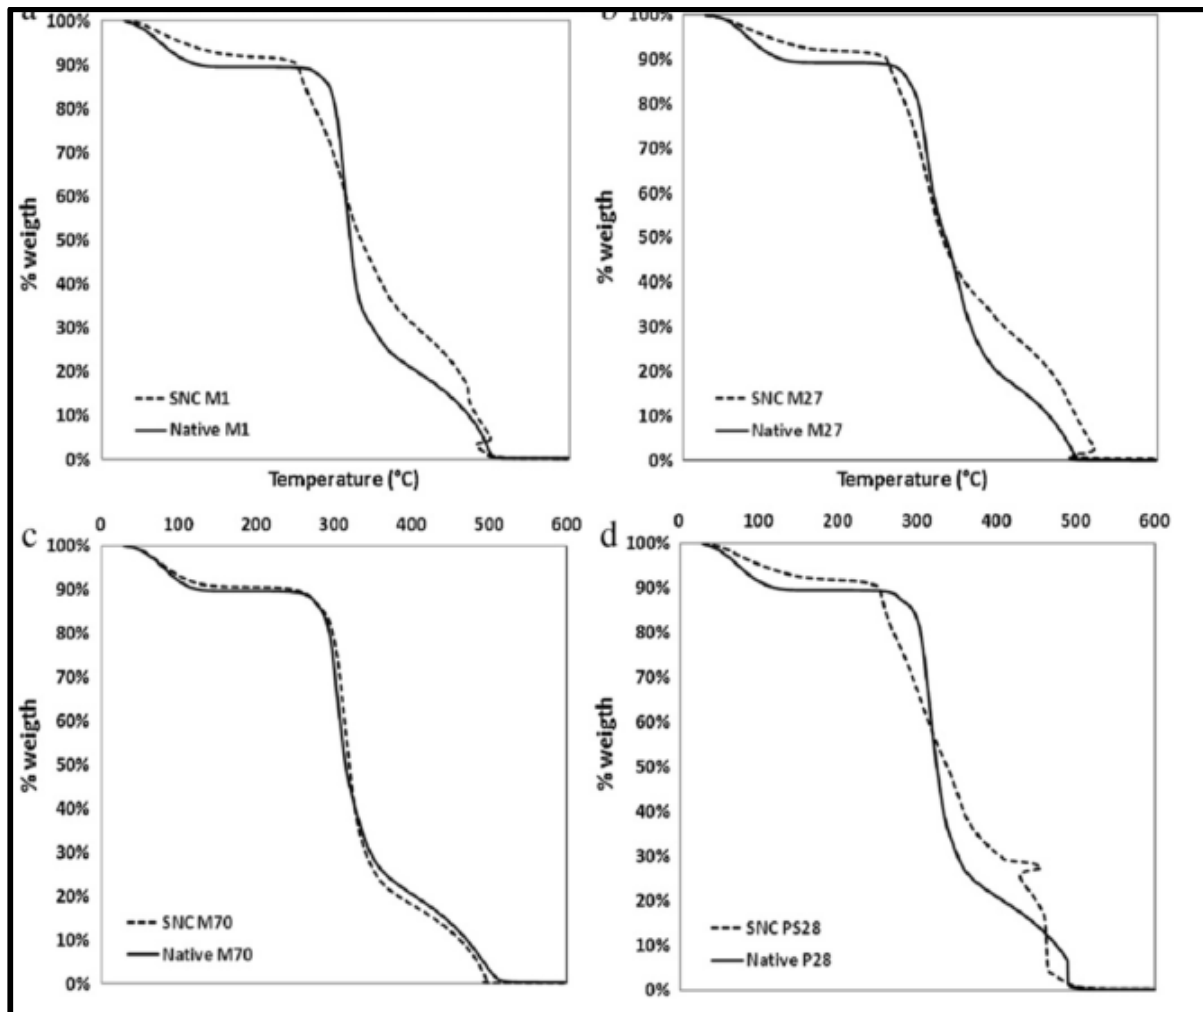 a
100%
90%
80%
70%
60%
50%
40%
30%
20%
10%
0%
% weigth
SNC M1
Native M1
Temperature (°C)
b
100%
90%
80%
70%
60%
50%
40%
30%
20%
10%
0%
% weigth
SNC M27
Native M27
Temperature (°C)
c
0 100 200 300 400 500 600
100%
90%
80%
70%
60%
50%
40%
30%
20%
10%
0%
% weigth
SNC M70
Native M70
d
0 100 200 300 400 500 600
100%
90%
80%
70%
60%
50%
40%
30%
20%
10%
0%
% weigth
SNC PS28
Native P28